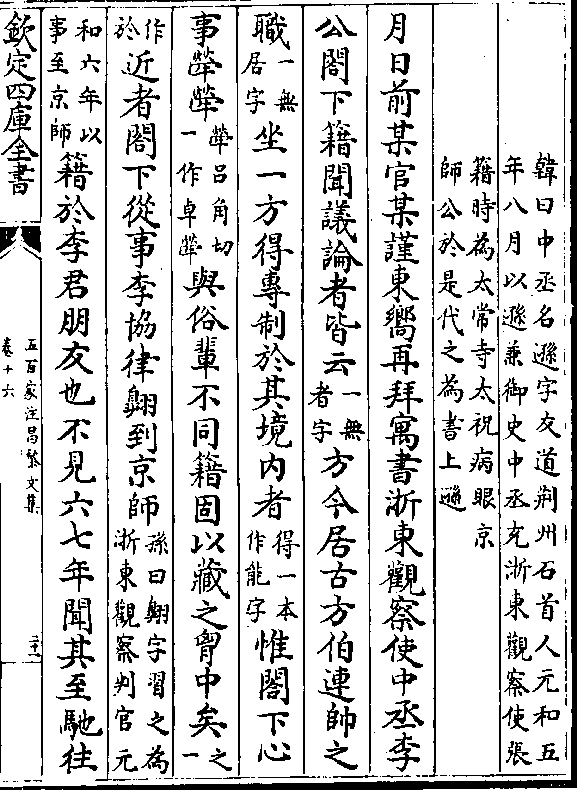 韓曰中丞名遜字友道荆州石首人元和五
年八月以遜兼御史中丞充浙東觀察使張
籍時為太常寺太祝病眼京
師公於是代之為書上遜
月日前某官某謹東嚮再拜寓書浙東觀察使中丞李
公閤下籍聞議論者皆云
一無
者字
方今居古方伯連帥之
職
一無
居字
坐一方得專制於其境内者
得一本
作能字
惟閤下心
事犖犖
犖吕角切
一作卓犖
與俗輩不同籍固以藏之胷中矣
之一
作
於
近者閤下從事李協律翺到京師
孫曰翺字習之為
浙東觀察判官元
和六年以
事至京師
籍於李君朋友也不見六七年聞其至馳往
欽定四庫全書
五百家注昌黎文集
卷十六
二十一